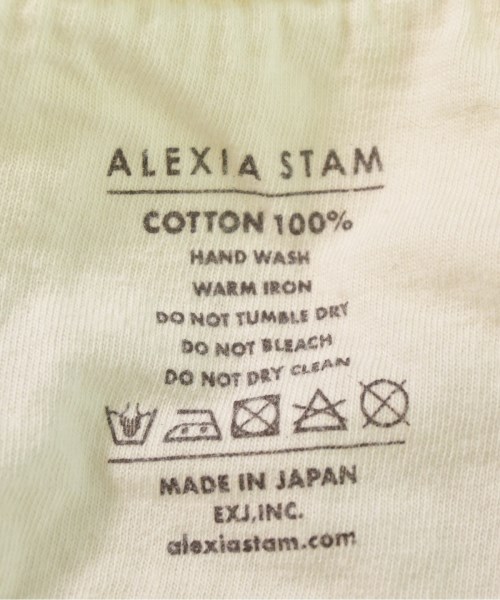 ALEXIA STAM
COTTON 100%
HAND WASH
WARM IRON
DO NOT TUMBLE DRY
DO NOT BLEACH
DO NOT DRY CLEAN
MADE IN JAPAN
EXJ,INC.
alexiastam.com